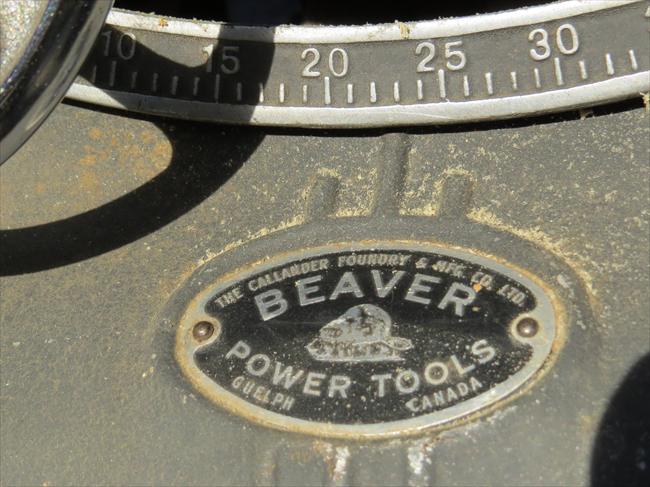 10 15 20 25 30
THE CALLANDER FOUNDRY & MFG. CO. LTD.
BEAVER
POWER TOOLS
GUELPH CANADA